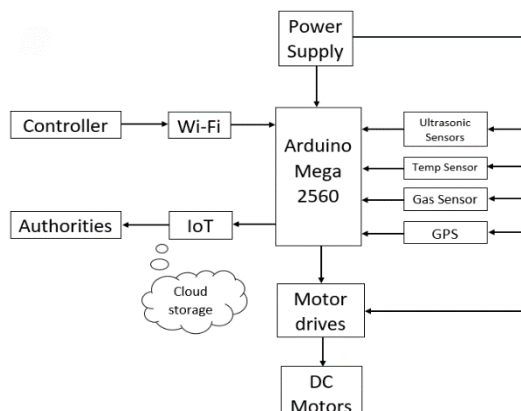 Power
Supply
Controller
Wi-Fi
Arduino
Mega
2560
Ultrasonic
Sensors
Temp Sensor
Gas Sensor
GPS
Authorities
IoT
Cloud
storage
Motor
drives
DC
Motors